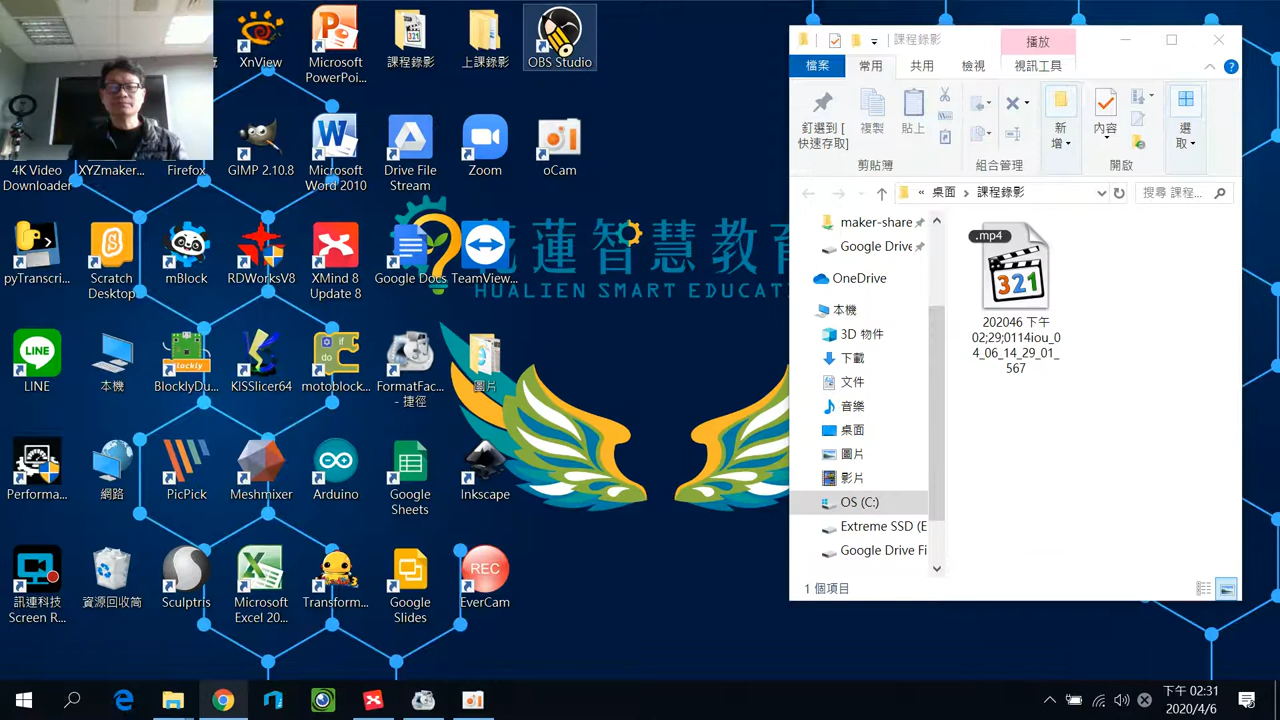 XnView
Microsoft
PowerPoi...
課程錄影
上課錄影
OBS Studio
4K Video
Downloader
XYZmaker...
Firefox
GIMP 2.10.8
Microsoft
Word 2010
Drive File
Stream
Zoom
oCam
pyTranscri...
Scratch
Desktop
mBlock
RDWorksV8
XMind 8
Update 8
Google Docs
TeamView...
花蓮智慧教育
HUALIEN SMART EDUCATI
LINE
本機
BlocklyDu...
KISSlicer64
if
do
motoblock...
FormatFac...
- 捷徑
圖片
Performa...
網路
PicPick
Meshmixer
Arduino
Google
Sheets
Inkscape
訊連科技
Screen R...
資源回收筒
Sculptris
Microsoft
Excel 20...
Transform...
Google
Slides
REC
EverCam
課程錄影
播放
檔案
常用
共用
檢視
視訊工具
釘選到 [
快速存取]
複製
貼上
新
增
內容
選
取
剪貼簿
組合管理
開啟
« 桌面 › 課程錄影
搜尋 課程...
maker-share
Google Drive
OneDrive
本機
3D 物件
下載
文件
音樂
桌面
圖片
影片
OS (C:)
Extreme SSD (E
Google Drive Fi
.mp4
321
202046 下午
02;29;0114iou_0
4_06_14_29_01_
567
1 個項目
下午 02:31
2020/4/6